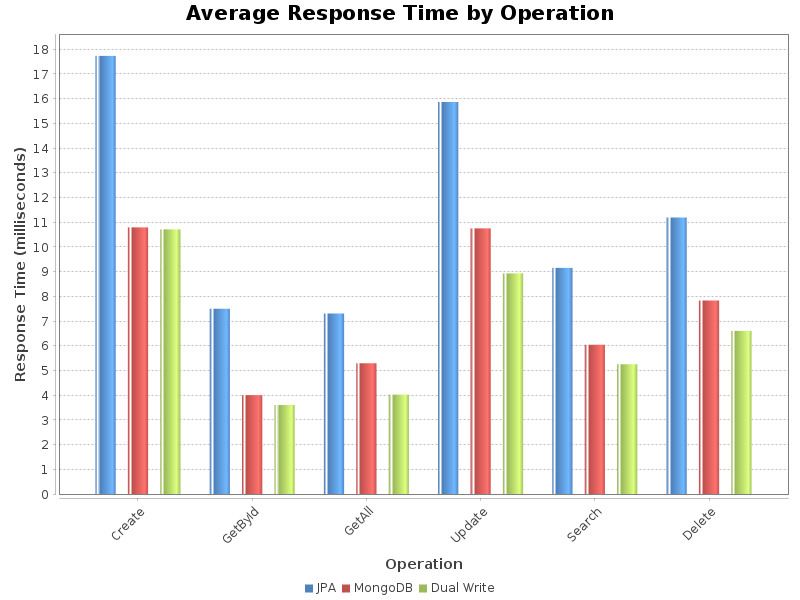 Average Response Time by Operation
Response Time (milliseconds)
18
17
16
15
14
13
12
11
10
9
8
7
6
5
4
3
2
1
0
Create
GetById
GetAll
Update
Search
Delete
Operation
JPA MongoDB Dual Write